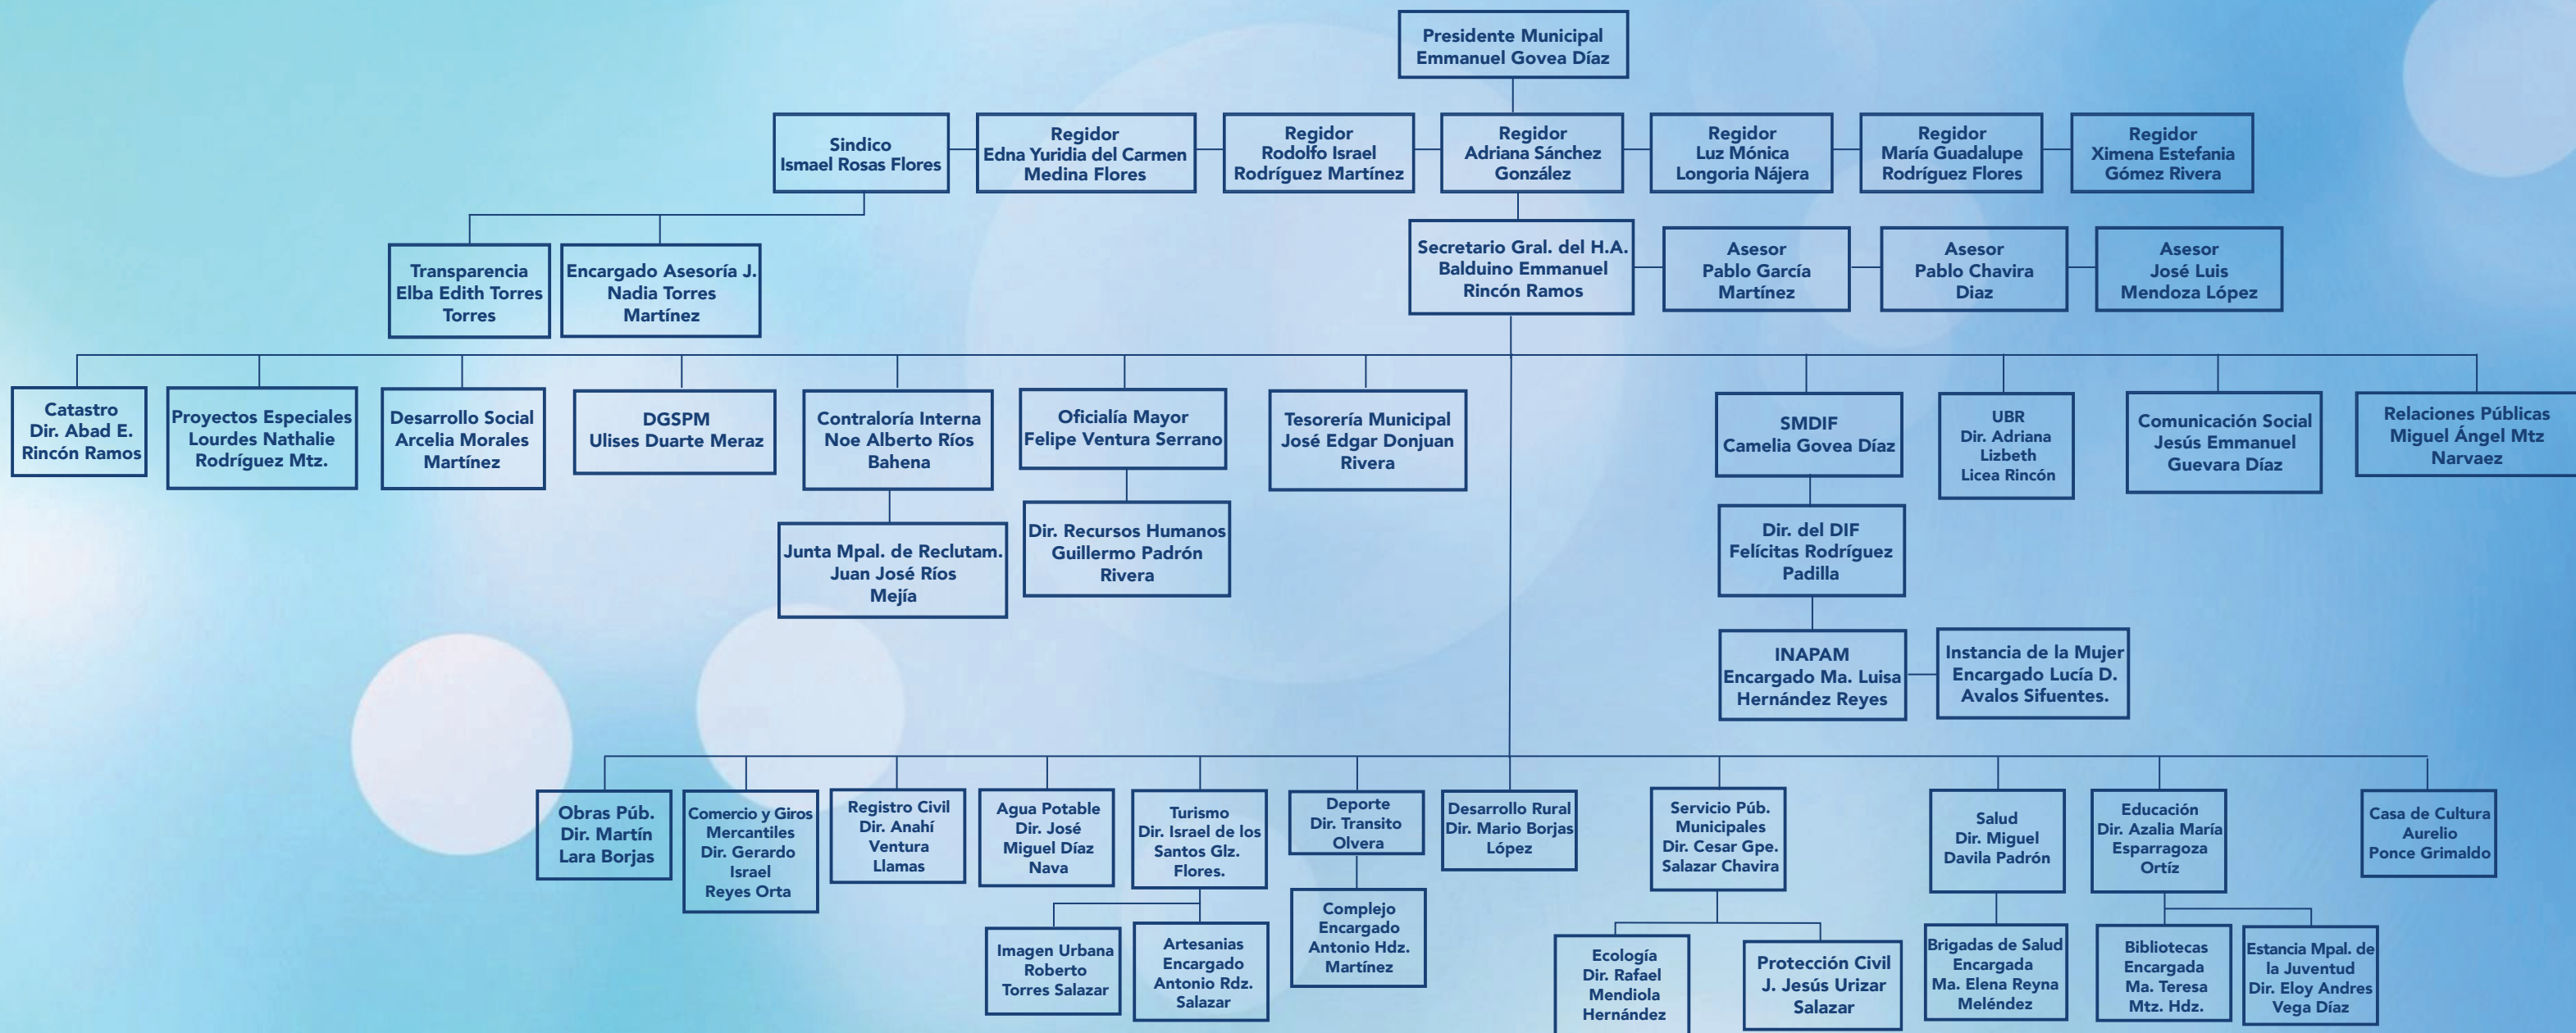 Presidente Municipal
Emmanuel Govea Díaz
Sindico
Ismael Rosas Flores
Regidor
Edna Yuridia del Carmen
Medina Flores
Regidor
Rodolfo Israel
Rodríguez Martínez
Regidor
Adriana Sánchez
González
Regidor
Luz Mónica
Longoria Nájera
Regidor
María Guadalupe
Rodríguez Flores
Regidor
Ximena Estefania
Gómez Rivera
Transparencia
Elba Edith Torres
Torres
Encargado Asesoría J.
Nadia Torres
Martínez
Secretario Gral. del H.A.
Balduino Emmanuel
Rincón Ramos
Asesor
Pablo García
Martínez
Asesor
Pablo Chavira
Diaz
Asesor
José Luis
Mendoza López
Catastro
Dir. Abad E.
Rincón Ramos
Proyectos Especiales
Lourdes Nathalie
Rodríguez Mtz.
Desarrollo Social
Arcelia Morales
Martínez
DGSPM
Ulises Duarte Meraz
Contraloría Interna
Noe Alberto Ríos
Bahena
Oficialía Mayor
Felipe Ventura Serrano
Tesorería Municipal
José Edgar Donjuan
Rivera
SMDIF
Camelia Govea Díaz
UBR
Dir. Adriana
Lizbeth
Licea Rincón
Comunicación Social
Jesús Emmanuel
Guevara Díaz
Relaciones Públicas
Miguel Ángel Mtz
Narvaez
Junta Mpal. de Reclutam.
Juan José Ríos
Mejía
Dir. Recursos Humanos
Guillermo Padrón
Rivera
Dir. del DIF
Felícitas Rodríguez
Padilla
INAPAM
Encargado Ma. Luisa
Hernández Reyes
Instancia de la Mujer
Encargado Lucía D.
Avalos Sifuentes.
Obras Púb.
Dir. Martín
Lara Borjas
Comercio y Giros
Mercantiles
Dir. Gerardo
Israel
Reyes Orta
Registro Civil
Dir. Anahí
Ventura
Llamas
Agua Potable
Dir. José
Miguel Díaz
Nava
Turismo
Dir. Israel de los
Santos Glz.
Flores.
Deporte
Dir. Transito
Olvera
Desarrollo Rural
Dir. Mario Borjas
López
Servicio Púb.
Municipales
Dir. Cesar Gpe.
Salazar Chavira
Salud
Dir. Miguel
Davila Padrón
Educación
Dir. Azalia María
Esparragoza
Ortíz
Casa de Cultura
Aurelio
Ponce Grimaldo
Imagen Urbana
Roberto
Torres Salazar
Artesanias
Encargado
Antonio Rdz.
Salazar
Complejo
Encargado
Antonio Hdz.
Martínez
Ecología
Dir. Rafael
Mendiola
Hernández
Protección Civil
J. Jesús Urizar
Salazar
Brigadas de Salud
Encargada
Ma. Elena Reyna
Meléndez
Bibliotecas
Encargada
Ma. Teresa
Mtz. Hdz.
Estancia Mpal. de
la Juventud
Dir. Eloy Andres
Vega Díaz